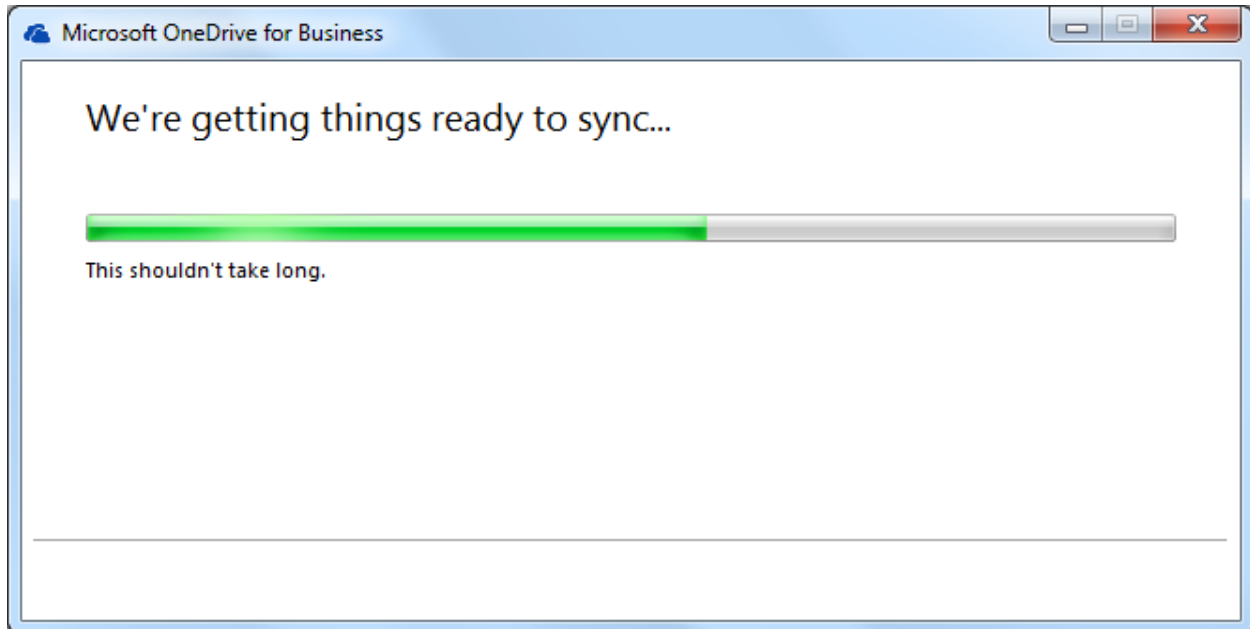 Microsoft OneDrive for Business
We're getting things ready to sync...
This shouldn't take long.